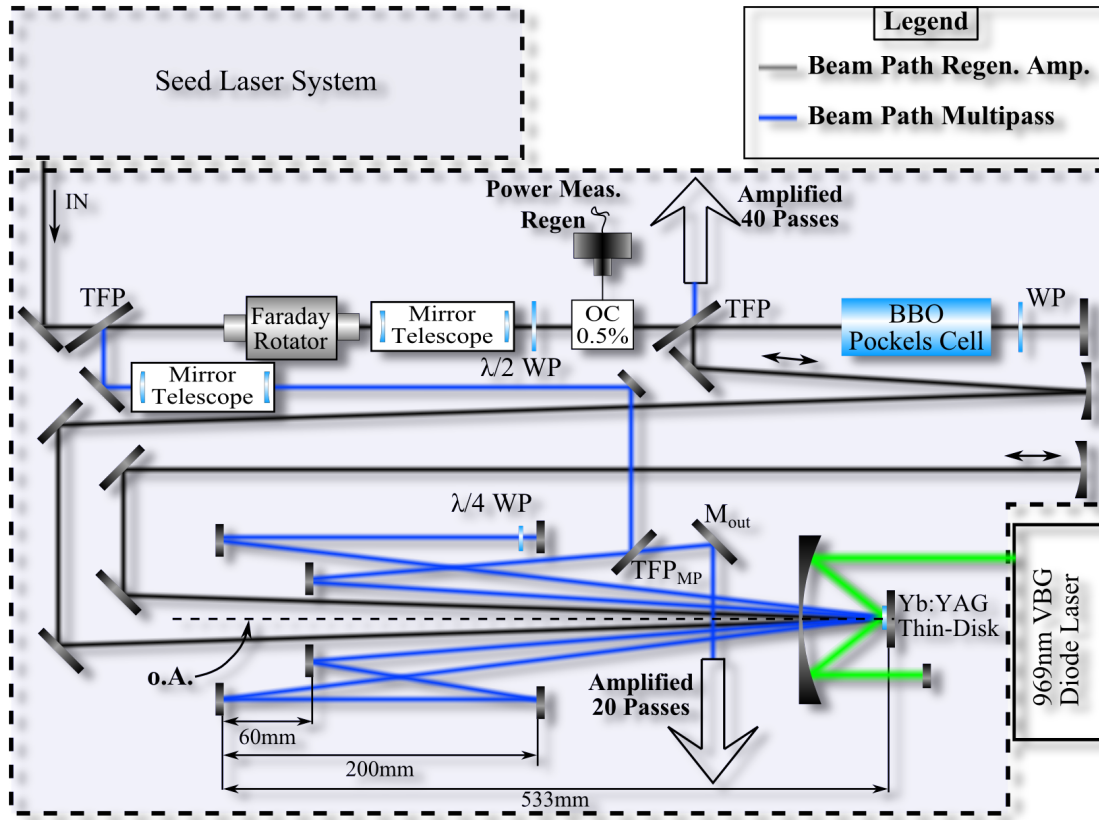 Seed Laser System
Legend
Beam Path Regen. Amp.
Beam Path Multipass
IN
Power Meas.
Regen
Amplified
40 Passes
TFP
Faraday
Rotator
Mirror
Telescope
λ/2 WP
OC
0.5%
TFP
BBO
Pockels Cell
WP
Mirror
Telescope
λ/4 WP
Mout
TFPMP
Yb:YAG
Thin-Disk
969nm VBG
Diode Laser
o.A.
Amplified
20 Passes
60mm
200mm
533mm